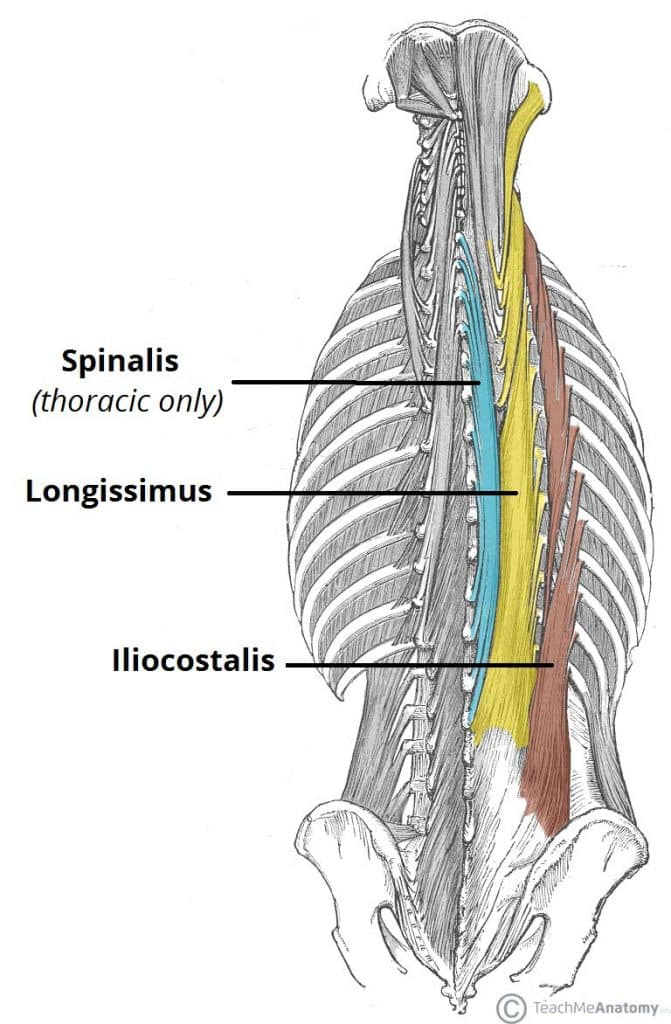 Spinalis
(thoracic only)
Longissimus
Iliocostalis
© TeachMeAnatomy